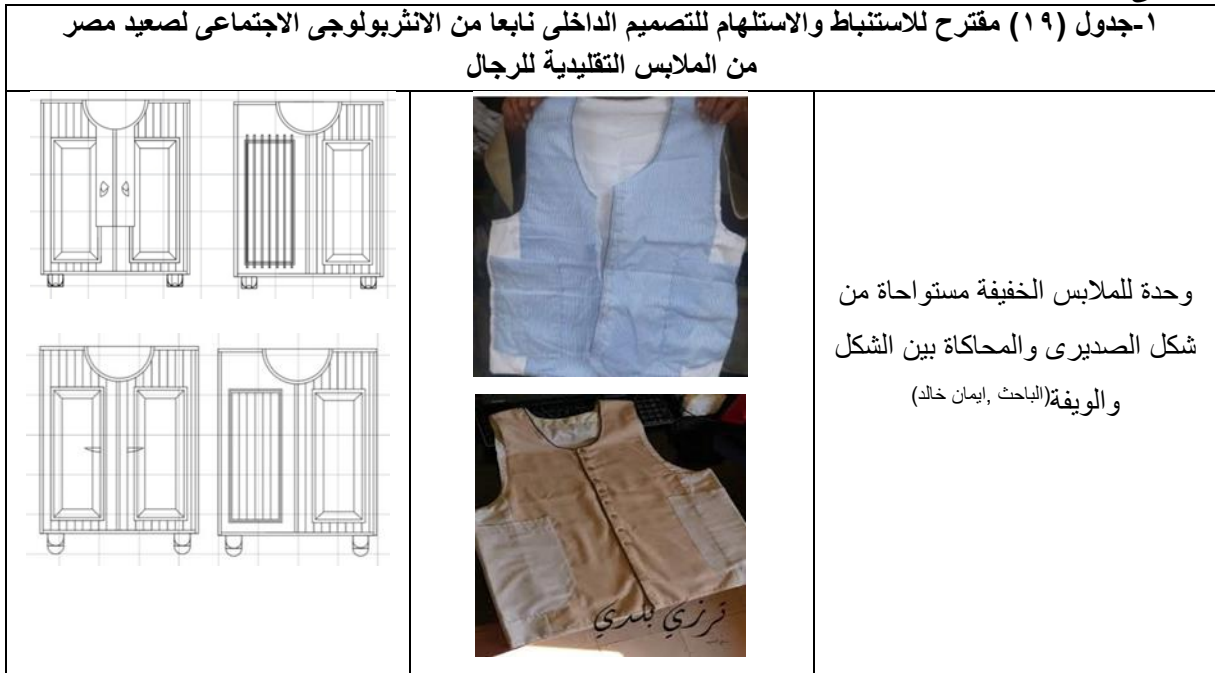 ١-جدول (١٩) مقترح للاستنباط والاستلهام للتصميم الداخلى نابعا من الانثربولوجى الاجتماعى لصعيد مصر
من الملابس التقليدية للرجال
وحدة للملابس الخفيفة مستواحاة من
شكل الصديرى والمحاكاة بين الشكل
والويفة(الباحث ,ايمان خالد)
ترزي بلدي